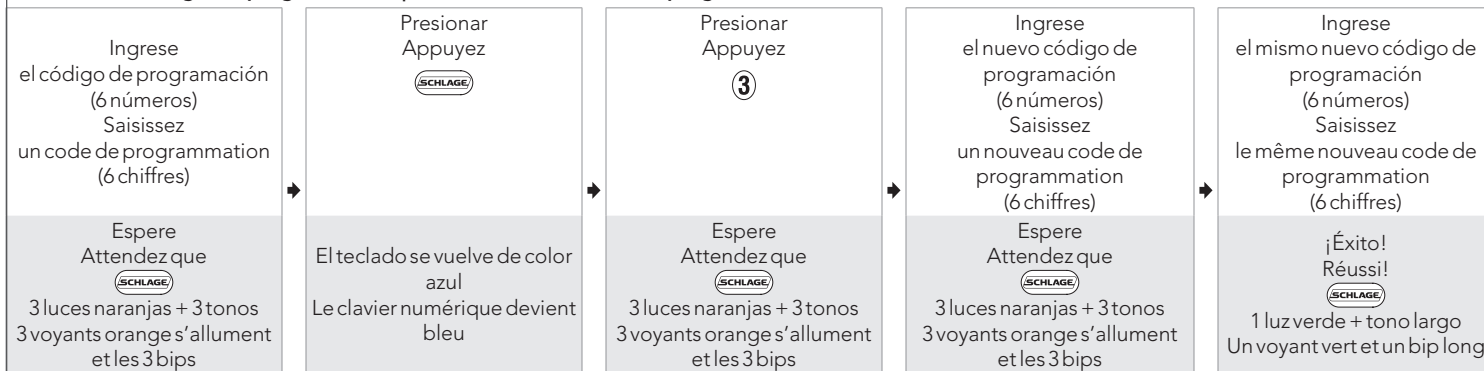 Ingrese
el código de programación
(6 números)
Saisissez
un code de programmation
(6 chiffres)
Espere
Attendez que
SCHLAGE
3 luces naranjas + 3 tonos
3 voyants orange s'allument
et les 3 bips
Presionar
Appuyez
SCHLAGE
El teclado se vuelve de color
azul
Le clavier numérique devient
bleu
Presionar
Appuyez
3
Espere
Attendez que
SCHLAGE
3 luces naranjas + 3 tonos
3 voyants orange s'allument
et les 3 bips
Ingrese
el nuevo código de
programación
(6 números)
Saisissez
un nouveau code de
programmation
(6 chiffres)
Espere
Attendez que
SCHLAGE
3 luces naranjas + 3 tonos
3 voyants orange s'allument
et les 3 bips
Ingrese
el mismo nuevo código de
programación
(6 números)
Saisissez
le même nouveau code de
programmation
(6 chiffres)
¡Éxito!
Réussi!
SCHLAGE
1 luz verde + tono largo
Un voyant vert et un bip long